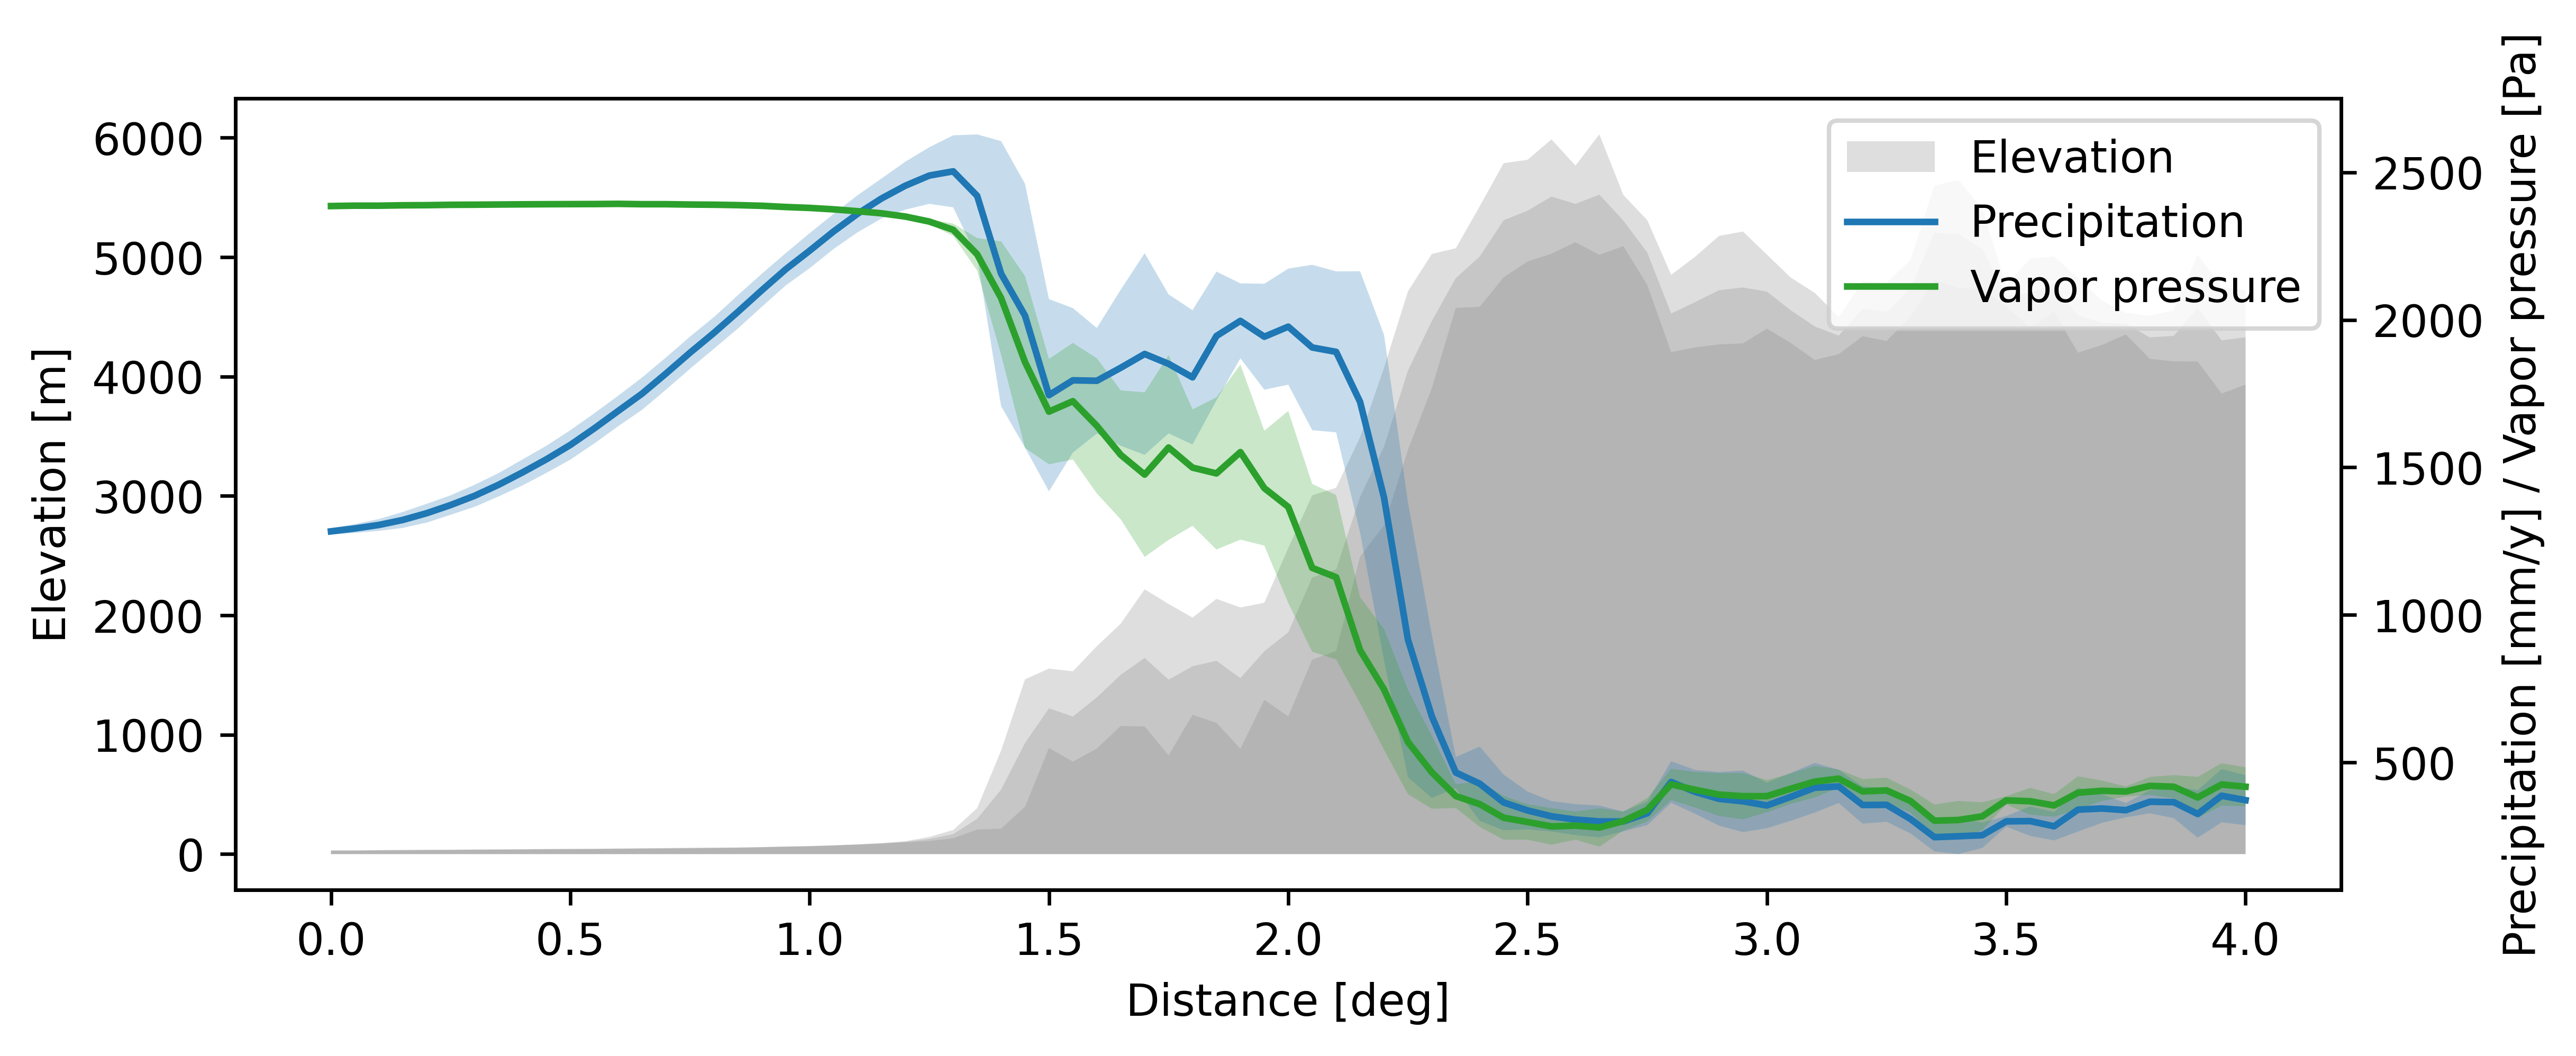 Elevation [m]
6000
5000
4000
3000
2000
1000
0
Elevation
Precipitation
Vapor pressure
2500
2000
1500
1000
500
Precipitation [mm/y] / Vapor pressure [Pa]
0.0 0.5 1.0 1.5 2.0 2.5 3.0 3.5 4.0
Distance [deg]